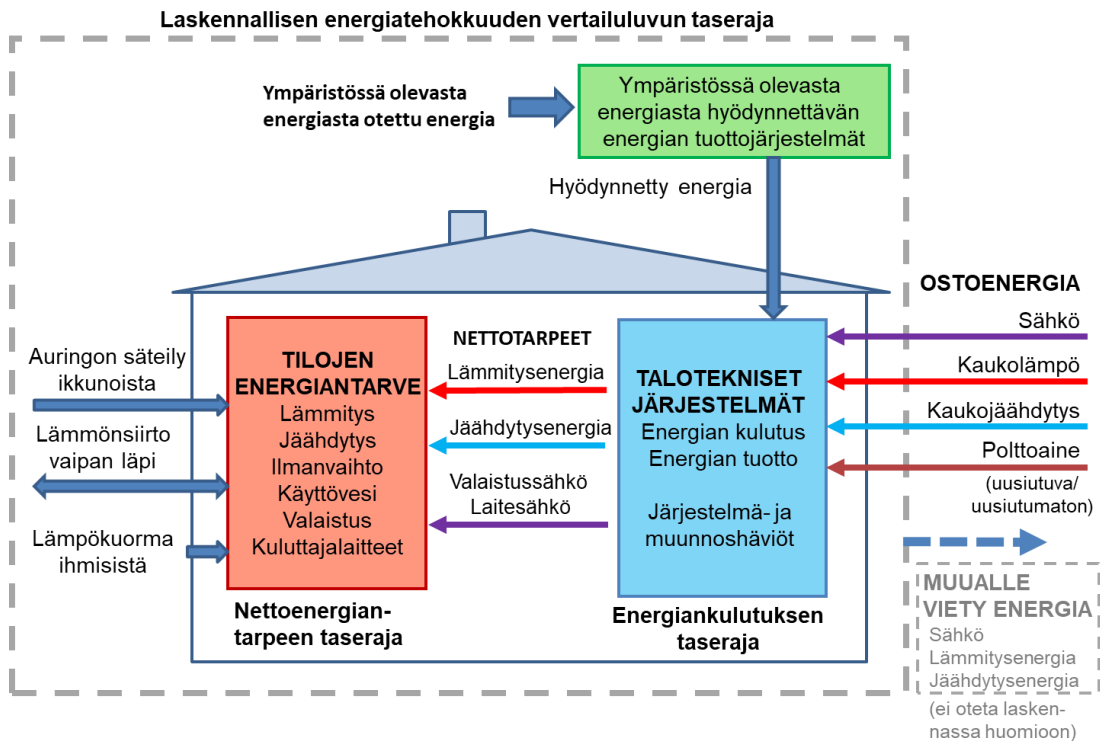 Laskennallisen energiatehokkuuden vertailuluvun taseraja
Ympäristössä olevasta
energiasta otettu energia
Ympäristössä olevasta
energiasta hyödynnettävän
energian tuottojärjestelmät
Hyödynnetty energia
Auringon säteily
ikkunoista
Lämmönsiirto
vaipan läpi
Lämpökuorma
ihmisistä
TILOJEN
ENERGIANTARVE
Lämmitys
Jäähdytys
Ilmanvaihto
Käyttövesi
Valaistus
Kuluttajalaitteet
Nettoenergian-
tarpeen taseraja
NETTOTARPEET
Lämmitysenergia
Jäähdytysenergia
Valaistussähkö
Laitesähkö
TALOTEKNISET
JÄRJESTELMÄT
Energian kulutus
Energian tuotto
Järjestelmä- ja
muunnoshäviöt
Energiankulutuksen
taseraja
OSTOENERGIA
Sähkö
Kaukolämpö
Kaukojäähdytys
Polttoaine
(uusiutuva/
uusiutumaton)
MUUALLE
VIETY ENERGIA
Sähkö
Lämmitysenergia
Jäähdytysenergia
(ei oteta lasken-
nassa huomioon)